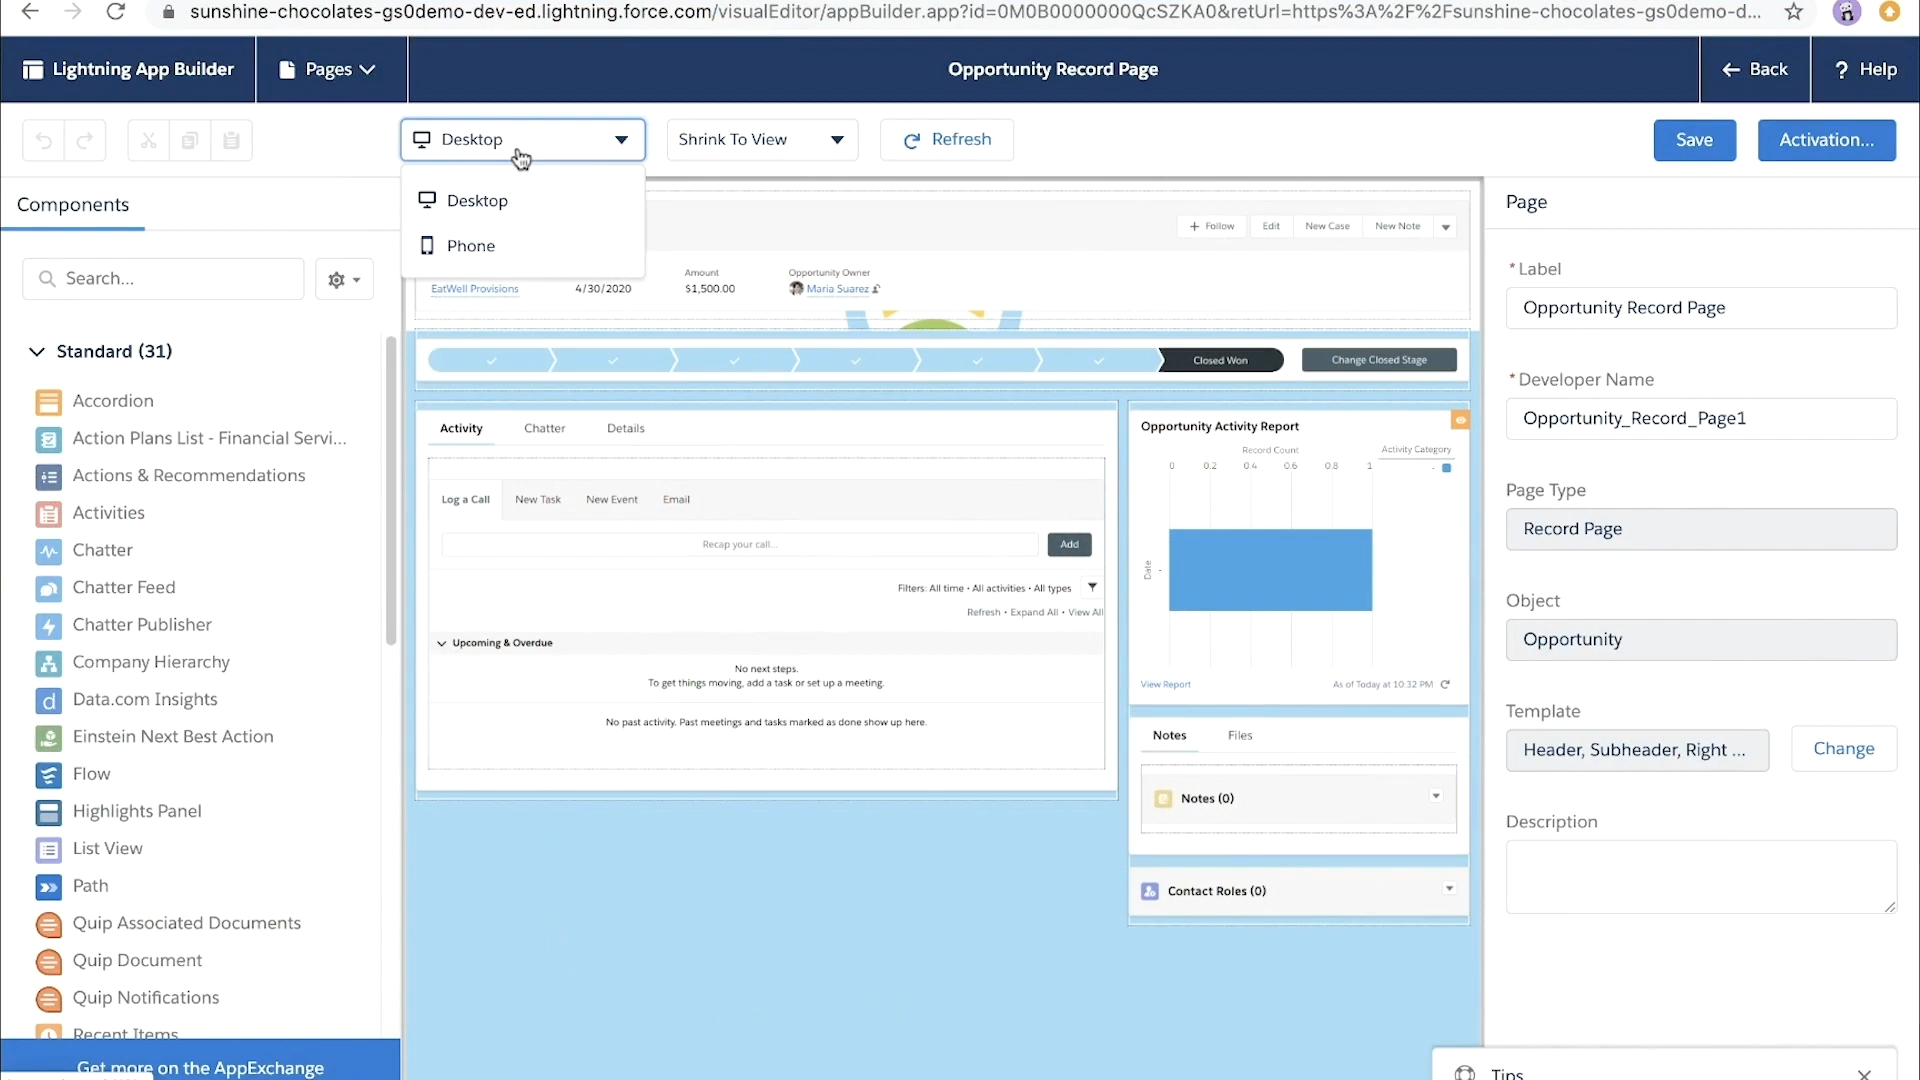 sunshine-chocolates-gs0demo-dev-ed.lightning.force.com/visualEditor/appBuilder.app?id=0M0B0000000QcSZKA0&retUrl=https%3A%2F%2Fsunshine-chocolates-gs0demo-d...
Lightning App Builder
Pages
Opportunity Record Page
Back
? Help
Desktop
Shrink To View
Refresh
Save
Activation...
Desktop
Phone
Components
Search...
Standard (31)
Accordion
Action Plans List - Financial Servi...
Actions & Recommendations
Activities
Chatter
Chatter Feed
Chatter Publisher
Company Hierarchy
Data.com Insights
Einstein Next Best Action
Flow
Highlights Panel
List View
Path
Quip Associated Documents
Quip Document
Quip Notifications
Recent Items
Get more on the AppExchange
+ Follow
Edit
New Case
New Note
Amount
Opportunity Owner
EatWell Provisions
4/30/2020
$1,500.00
Maria Suarez
Closed Won
Change Closed Stage
Activity
Chatter
Details
Log a Call
New Task
New Event
Email
Recap your call...
Add
Filters: All time • All activities • All types
Refresh • Expand All • View All
Upcoming & Overdue
No next steps.
To get things moving, add a task or set up a meeting.
No past activity. Past meetings and tasks marked as done show up here.
Opportunity Activity Report
Record Count
Activity Category
0 0.2 0.4 0.6 0.8 1
-
Date
-
View Report
As of Today at 10:32 PM
Notes
Files
Notes (0)
Contact Roles (0)
Page
*Label
Opportunity Record Page
*Developer Name
Opportunity_Record_Page1
Page Type
Record Page
Object
Opportunity
Template
Header, Subheader, Right ...
Change
Description
Tips